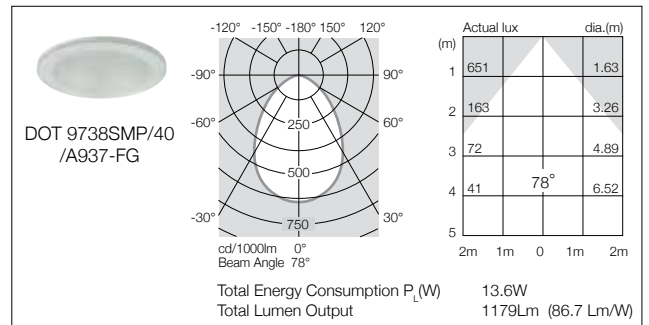 DOT 9738SMP/40
/A937-FG
-120° -150° -180° 150° 120°
-90° 90°
-60° 60°
-30° 30°
250
500
750
cd/1000lm 0°
Beam Angle 78°
Actual lux dia.(m)
(m)
1 651 1.63
2 163 3.26
3 72 4.89
4 41 6.52
5
78°
2m 1m 0 1m 2m
Total Energy Consumption P_L(W) 13.6W
Total Lumen Output 1179Lm (86.7 Lm/W)